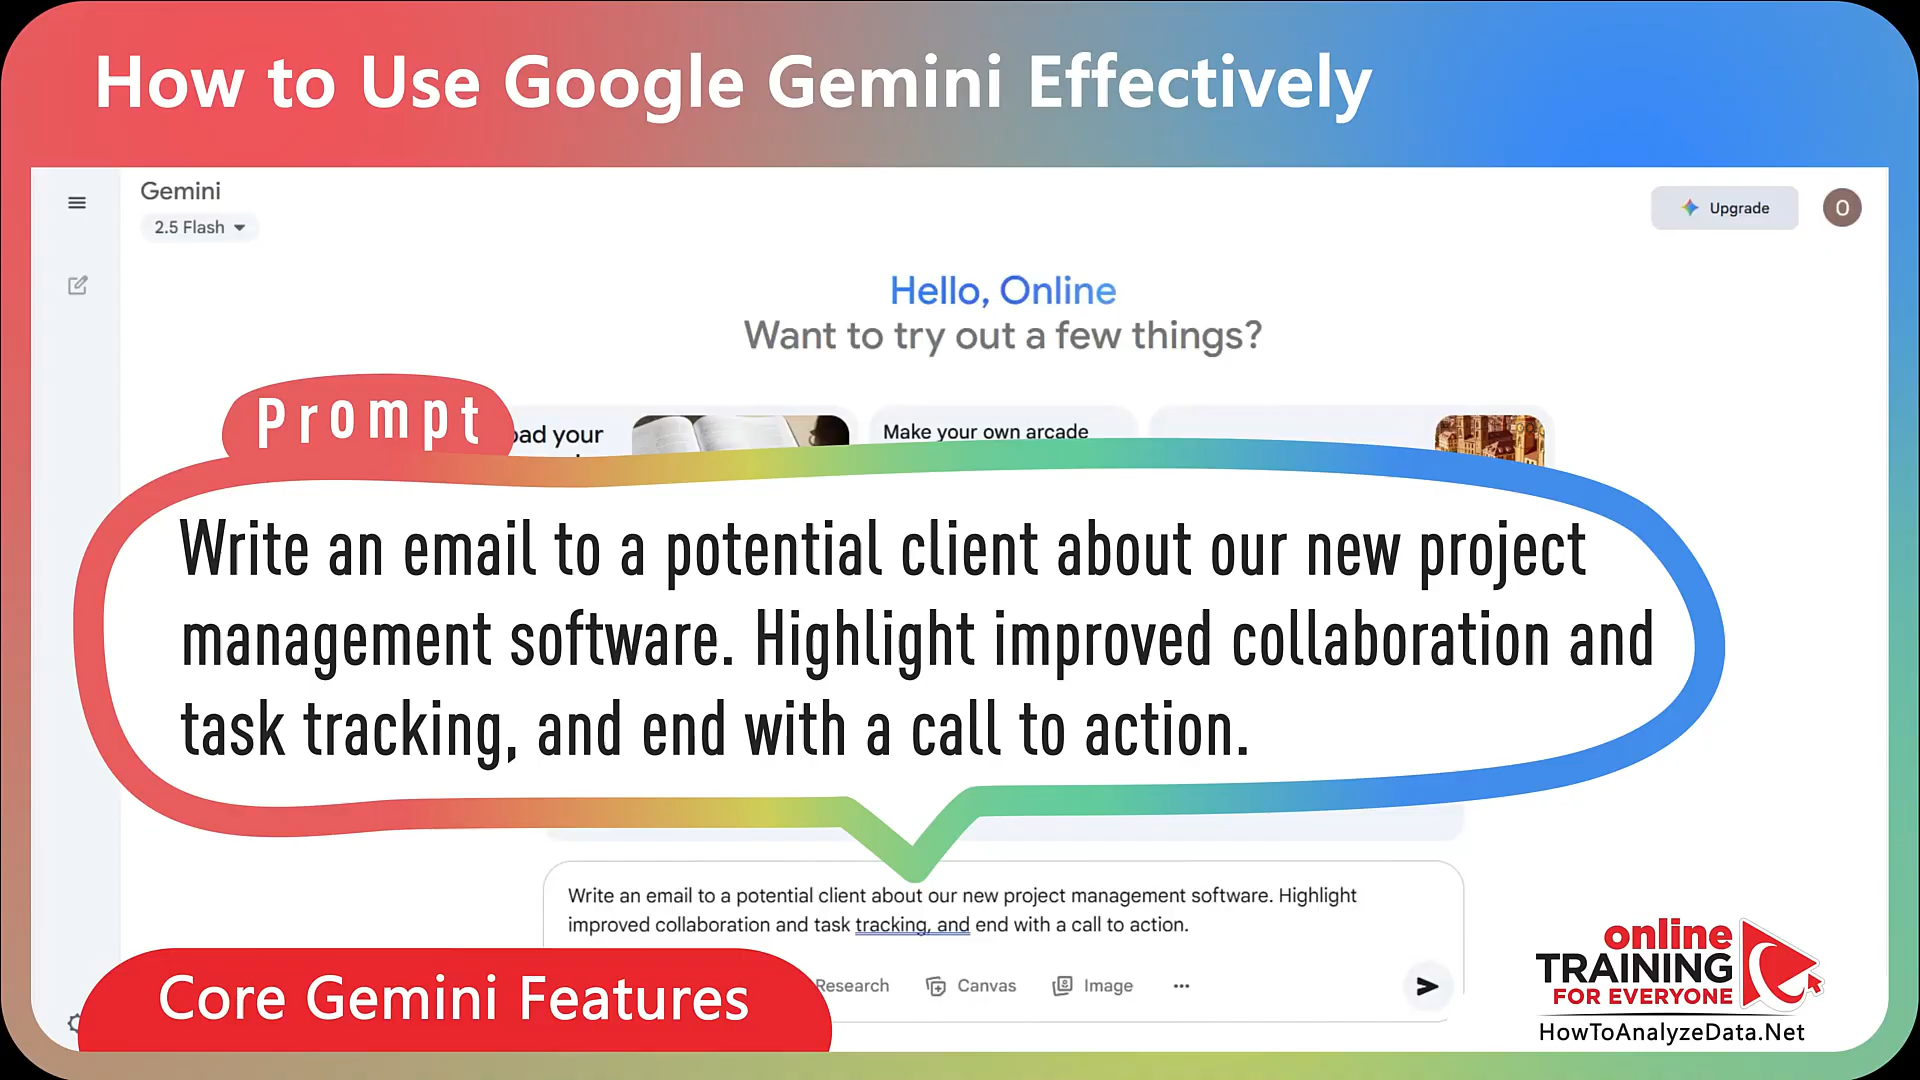 How to Use Google Gemini Effectively
Gemini
2.5 Flash
Upgrade
O
Hello, Online
Want to try out a few things?
Prompt
your
Make your own arcade
Write an email to a potential client about our new project
management software. Highlight improved collaboration and
task tracking, and end with a call to action.
Write an email to a potential client about our new project management software. Highlight
improved collaboration and task tracking, and end with a call to action.
Research
Canvas
Image
Core Gemini Features
online
TRAINING
FOR EVERYONE
HowToAnalyzeData.Net